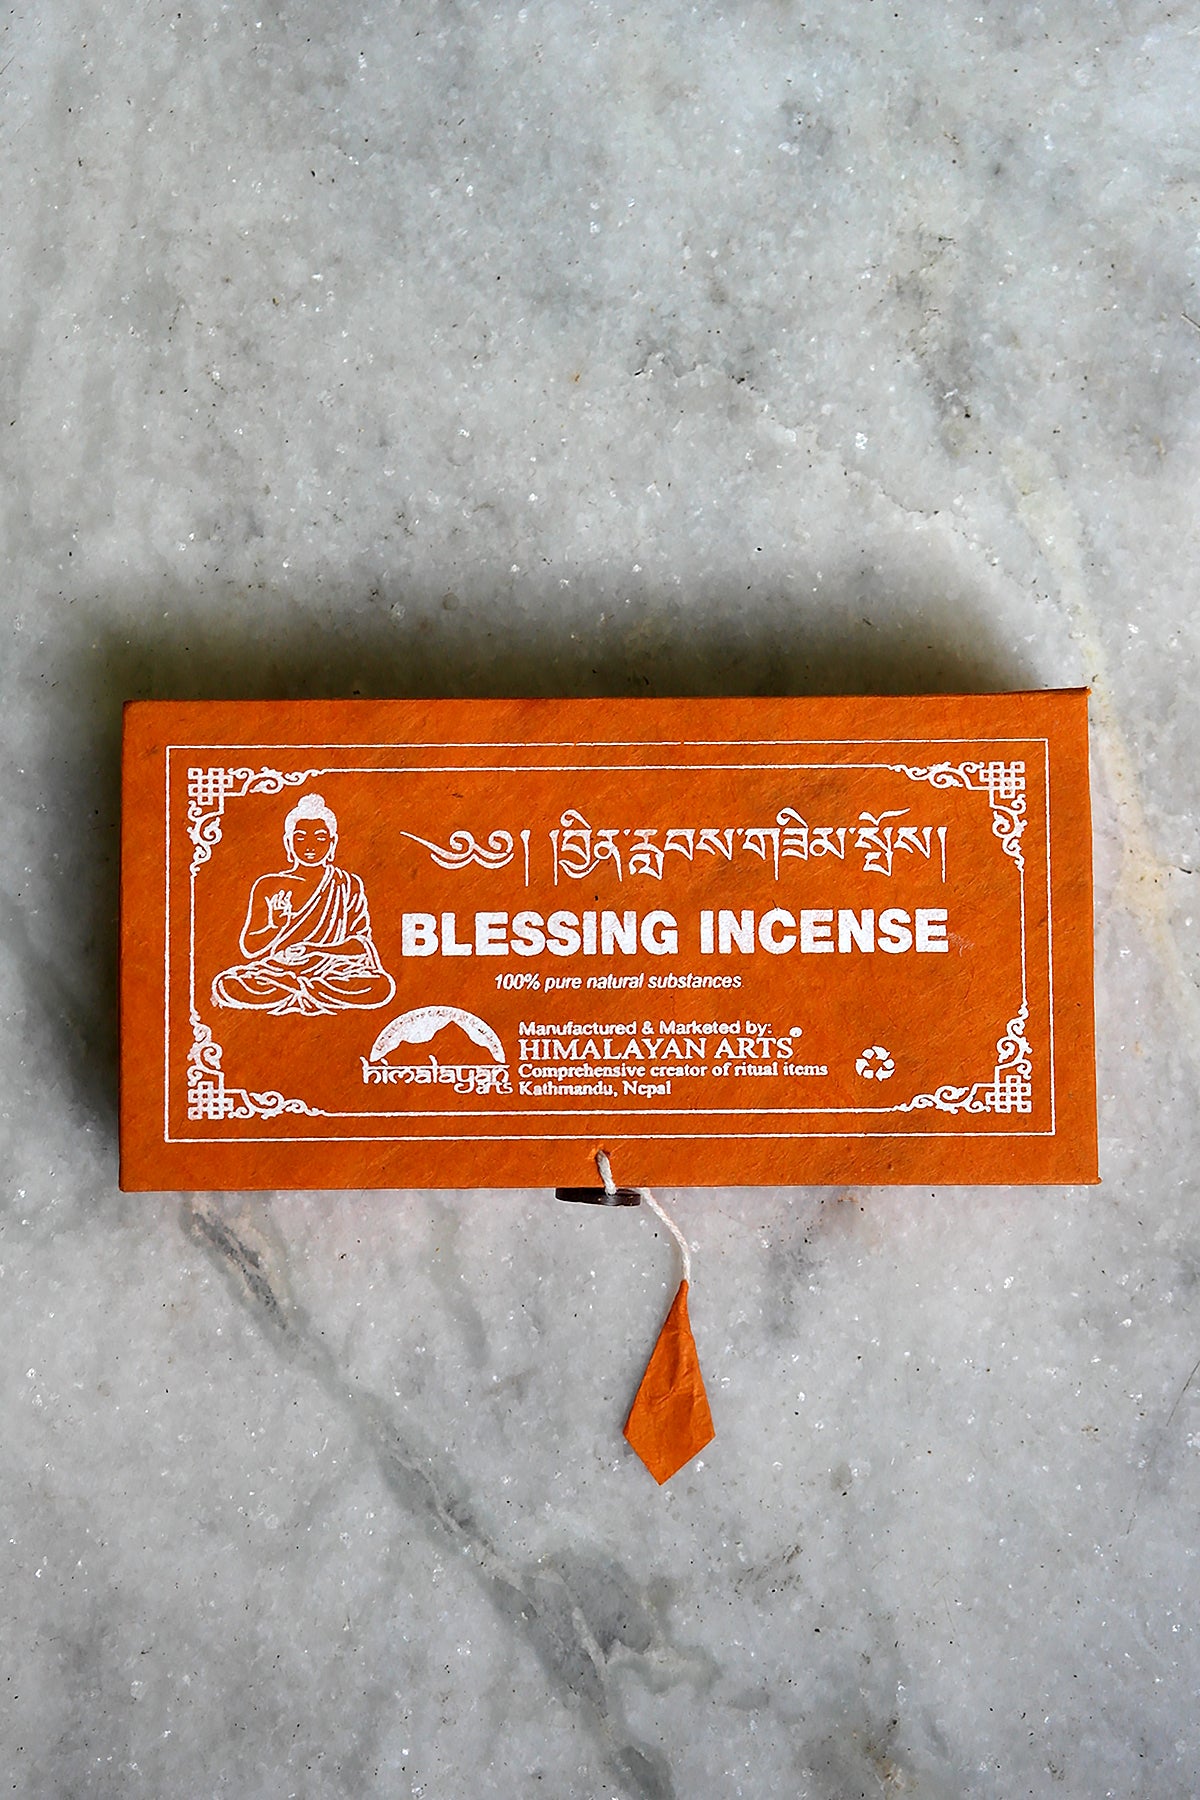 ༄༅། །བྱིན་རླབས་གཟིམ་སྤོས།
BLESSING INCENSE
100% pure natural substances.
himalayan
arts
Manufactured & Marketed by:
HIMALAYAN ARTS
Comprehensive creator of ritual items
Kathmandu, Nepal